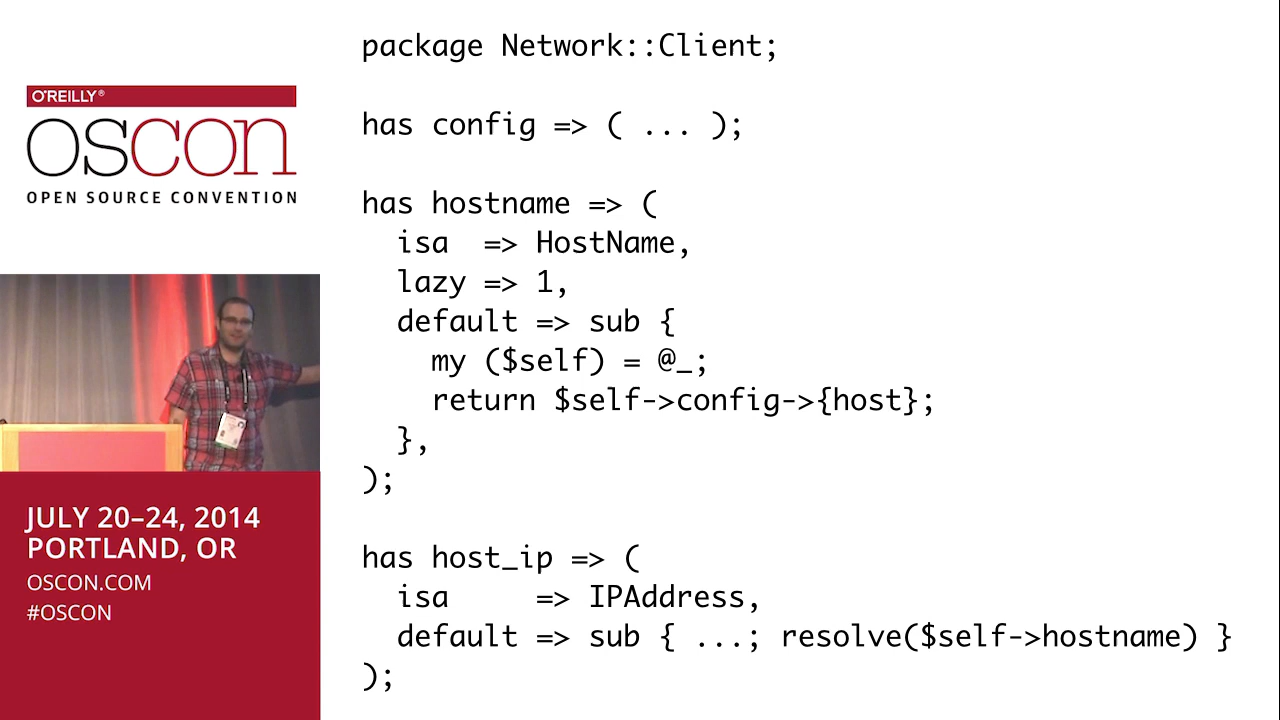 O'REILLY®
OSCON
OPEN SOURCE CONVENTION
JULY 20–24, 2014
PORTLAND, OR
OSCON.COM
#OSCON
package Network::Client;
has config => ( ... );
has hostname => (
  isa  => HostName,
  lazy => 1,
  default => sub {
    my ($self) = @_;
    return $self->config->{host};
  },
);
has host_ip => (
  isa     => IPAddress,
  default => sub { ...; resolve($self->hostname) }
);